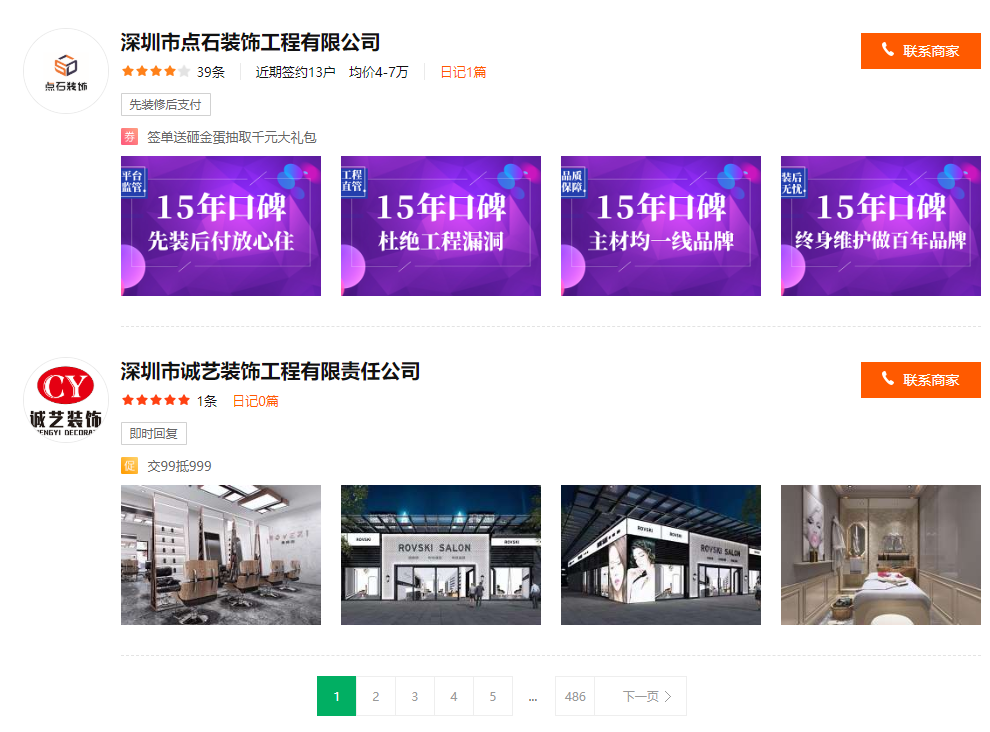 点石装饰
深圳市点石装饰工程有限公司
39条 近期签约13户 均价4-7万 日记1篇
联系商家
先装修后支付
券 签单送砸金蛋抽取千元大礼包
平台监管
15年口碑
先装后付放心住
工程直管
15年口碑
杜绝工程漏洞
品质保障
15年口碑
主材均一线品牌
装后无忧
15年口碑
终身维护做百年品牌
CY
诚艺装饰
深圳市诚艺装饰工程有限责任公司
1条 日记0篇
联系商家
即时回复
促 交99抵999
ROVSKI
ROVSKI SALON
ROVSKI
ROVSKI
ROVSKI
ROVSKI SALON
1 2 3 4 5 ... 486 下一页